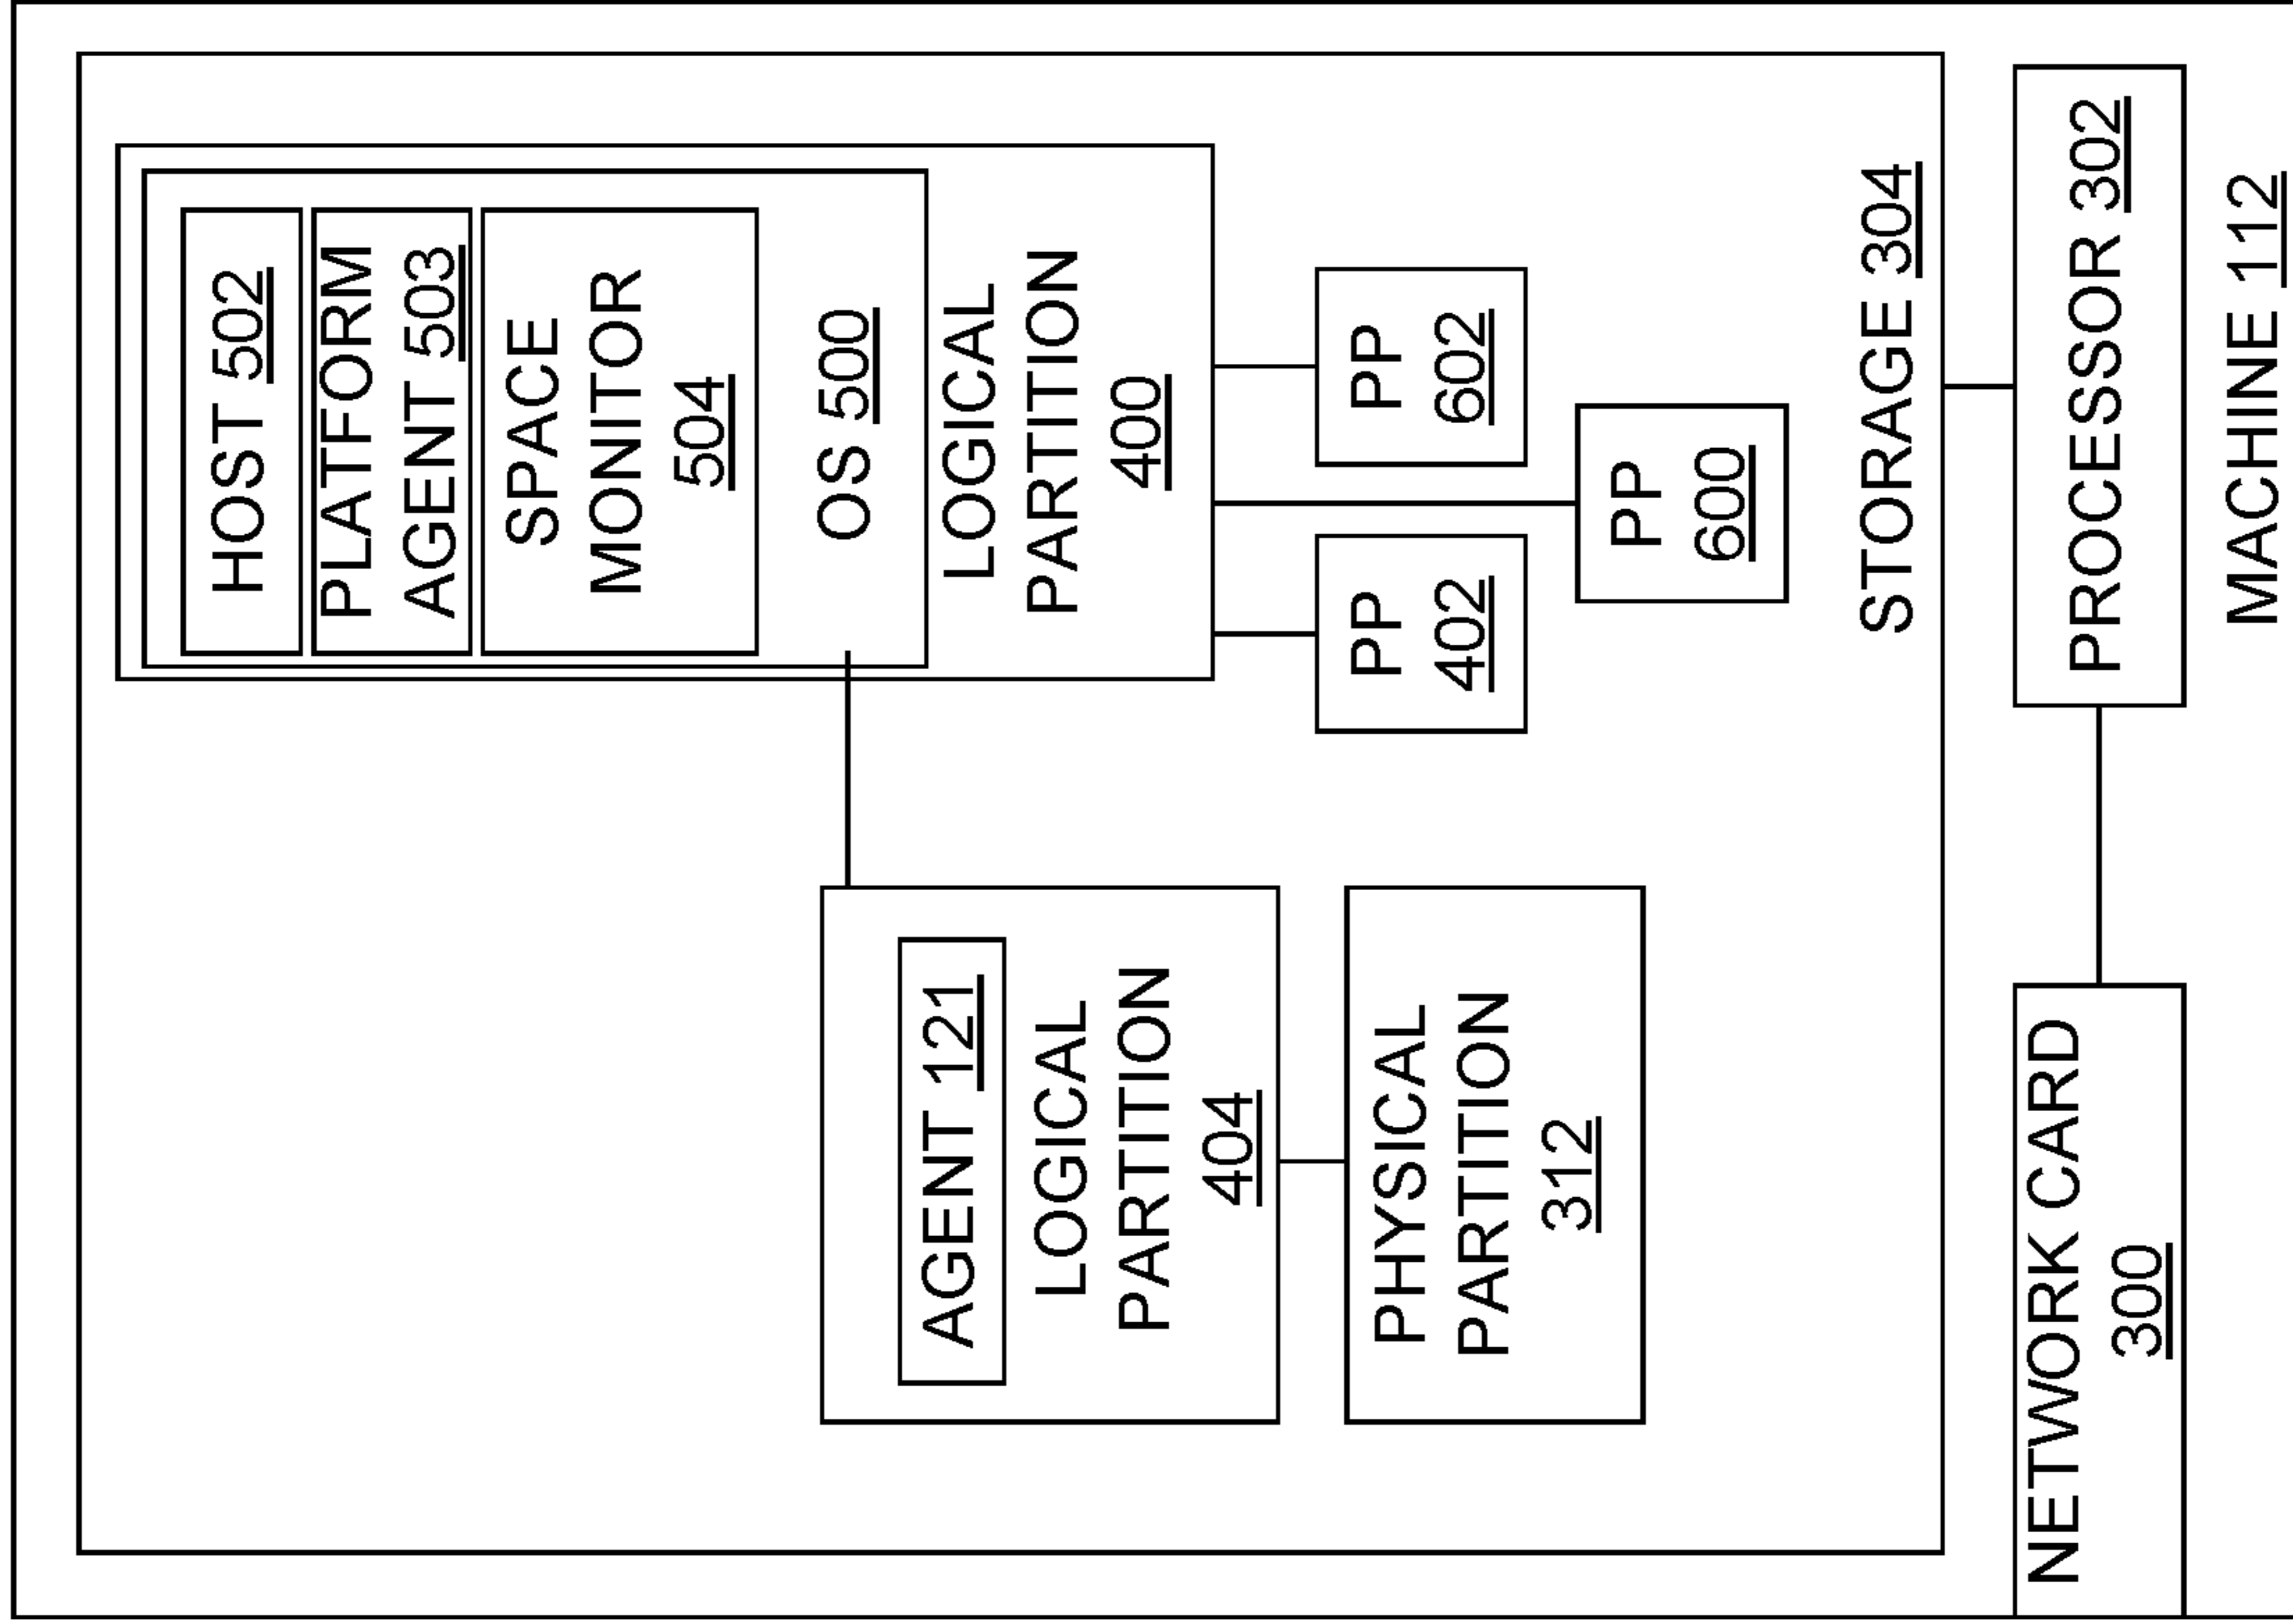 HOST 502
PLATFORM
AGENT 503
SPACE
MONITOR
504
OS 500
LOGICAL
PARTITION
400
AGENT 121
LOGICAL
PARTITION
404
PHYSICAL
PARTITION
312
PP
402
PP
602
PP
600
STORAGE 304
NETWORK CARD
300
PROCESSOR 302
MACHINE 112